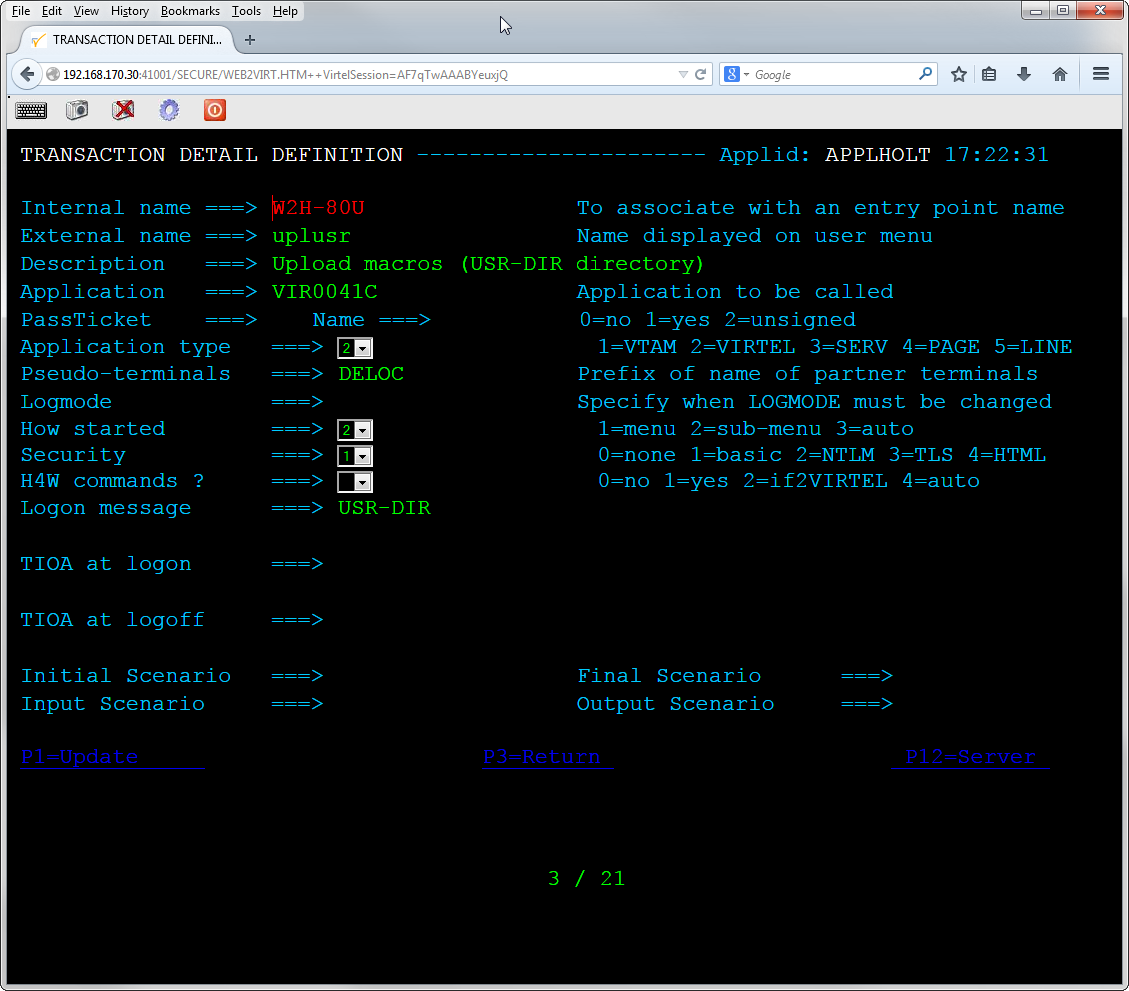 File Edit View History Bookmarks Tools Help
TRANSACTION DETAIL DEFINI... +
192.168.170.30:41001/SECURE/WEB2VIRT.HTM++VirtelSession=AF7qTwAAABYeuxjQ 8 Google
TRANSACTION DETAIL DEFINITION ---------------------- Applid: APPLHOLT 17:22:31
Internal name ===> W2H-80U To associate with an entry point name
External name ===> uplusr Name displayed on user menu
Description ===> Upload macros (USR-DIR directory)
Application ===> VIR0041C Application to be called
PassTicket ===> Name ===> 0=no 1=yes 2=unsigned
Application type ===> 2 1=VTAM 2=VIRTEL 3=SERV 4=PAGE 5=LINE
Pseudo-terminals ===> DELOC Prefix of name of partner terminals
Logmode ===> Specify when LOGMODE must be changed
How started ===> 2 1=menu 2=sub-menu 3=auto
Security ===> 1 0=none 1=basic 2=NTLM 3=TLS 4=HTML
H4W commands ? ===> 0=no 1=yes 2=if2VIRTEL 4=auto
Logon message ===> USR-DIR
TIOA at logon ===>
TIOA at logoff ===>
Initial Scenario ===> Final Scenario ===>
Input Scenario ===> Output Scenario ===>
P1=Update P3=Return P12=Server
3 / 21